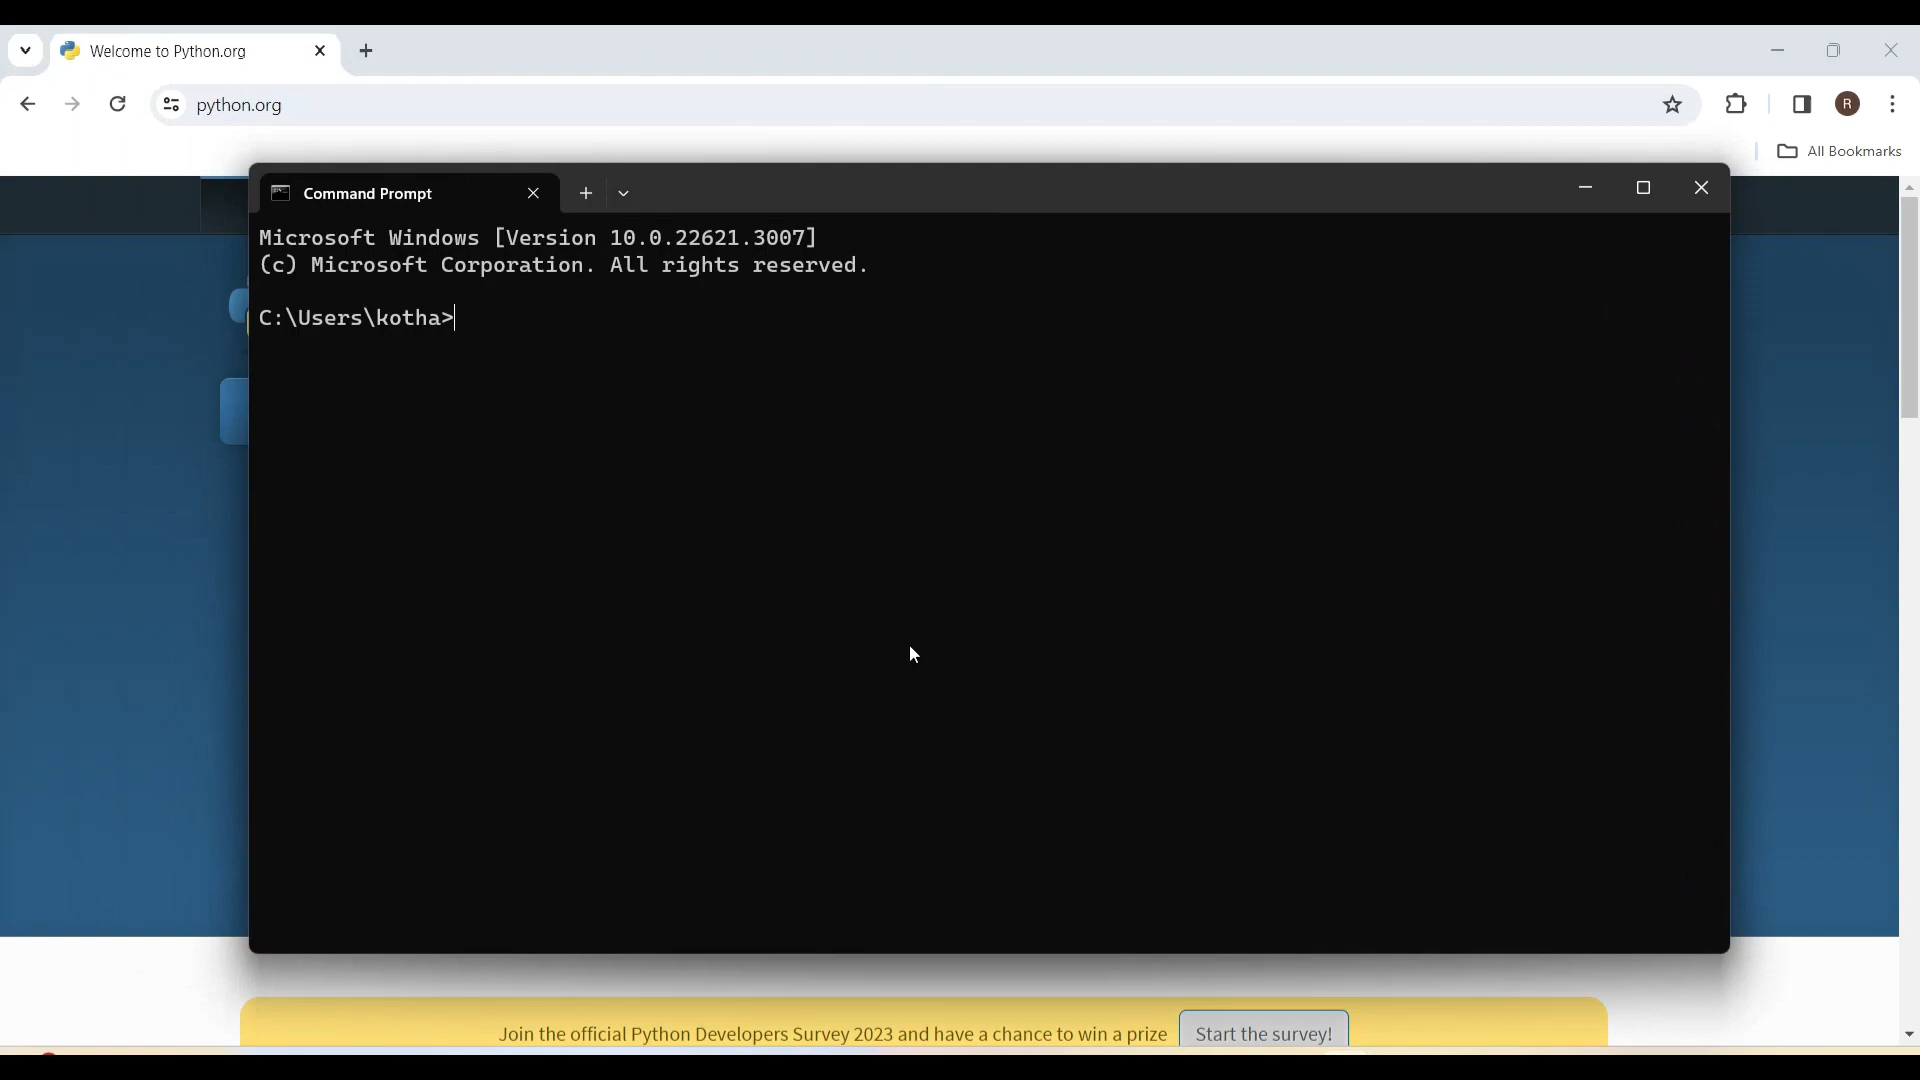 Welcome to Python.org
python.org
R
All Bookmarks
Command Prompt
Microsoft Windows [Version 10.0.22621.3007]
(c) Microsoft Corporation. All rights reserved.
C:\Users\kotha>
Join the official Python Developers Survey 2023 and have a chance to win a prize
Start the survey!